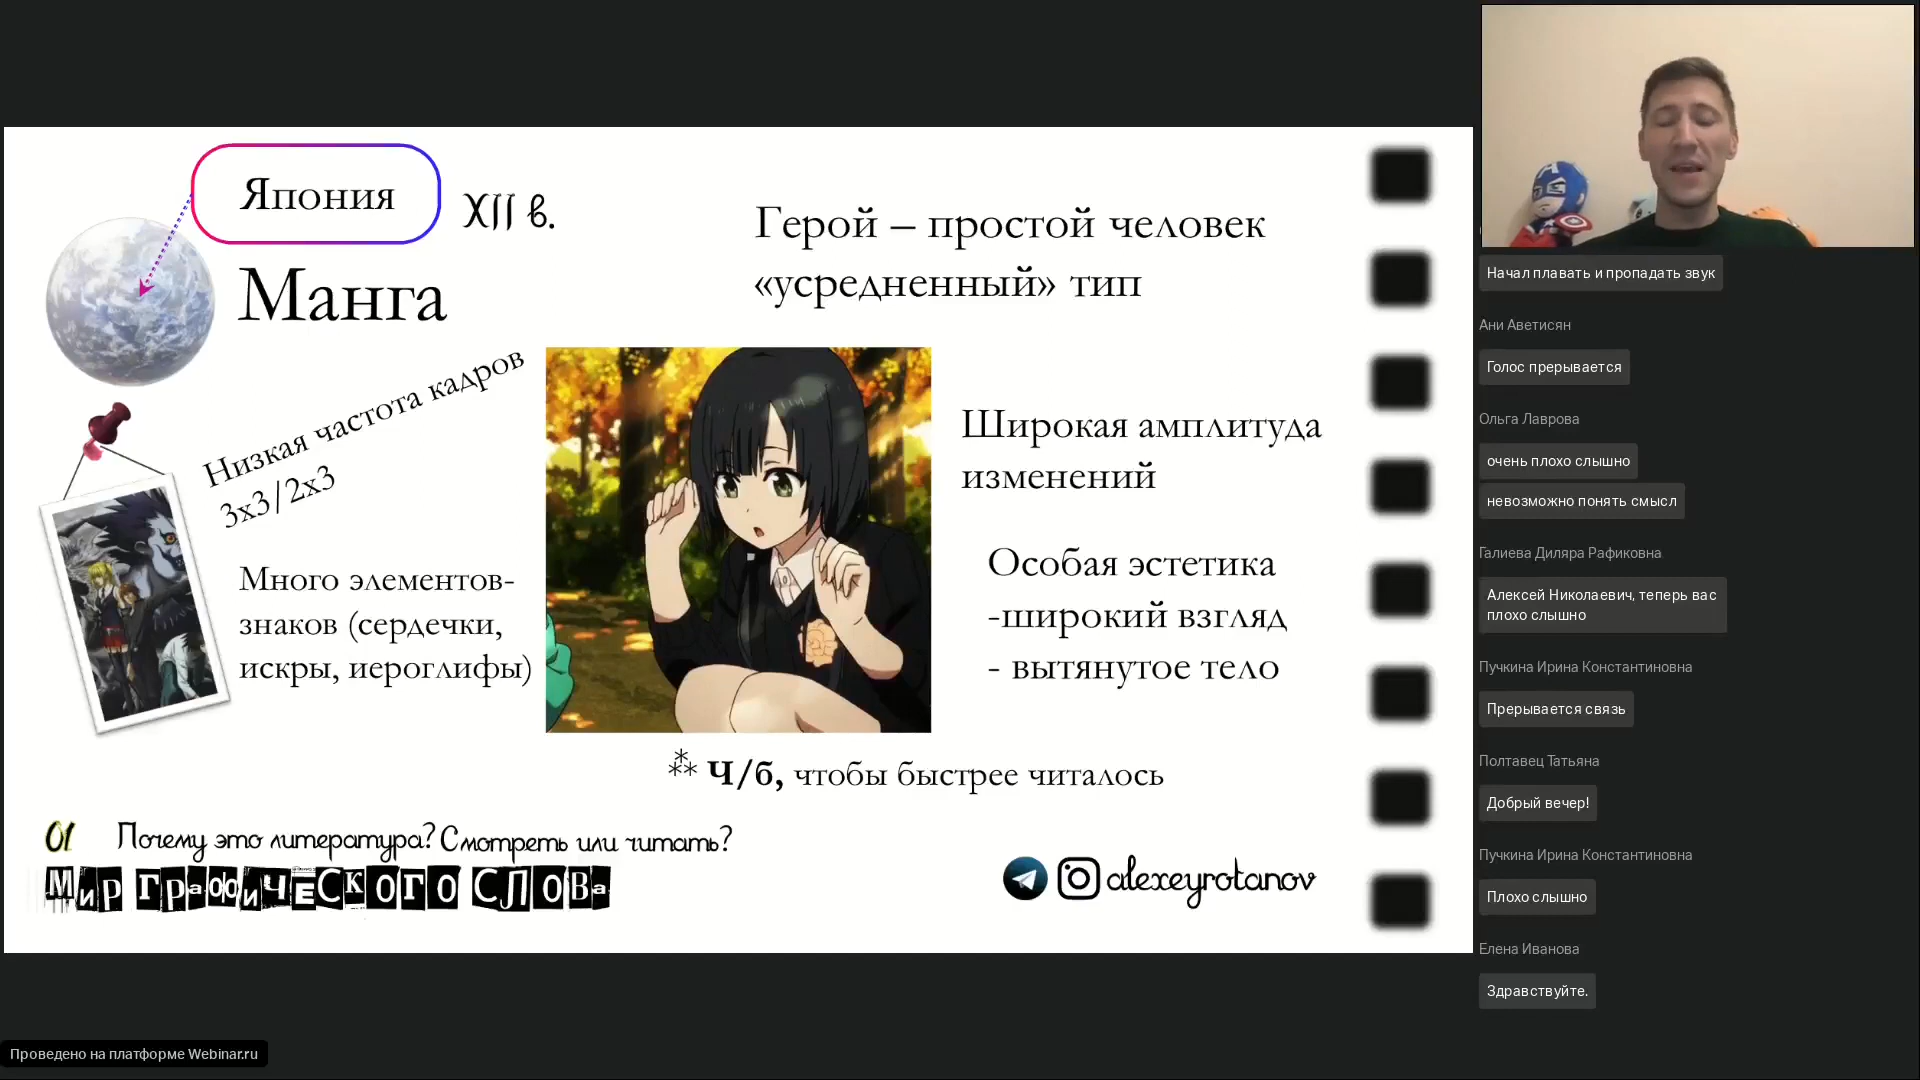 Япония
XII в.
Манга
Герой – простой человек
«усредненный» тип
Низкая частота кадров
3х3/2х3
Много элементов-
знаков (сердечки,
искры, иероглифы)
Широкая амплитуда
изменений
Особая эстетика
-широкий взгляд
- вытянутое тело
⁂ Ч/б, чтобы быстрее читалось
01 Почему это литература? Смотреть или читать?
Мир графического слова
alexeyrotanov
Начал плавать и пропадать звук
Ани Аветисян
Голос прерывается
Ольга Лаврова
очень плохо слышно
невозможно понять смысл
Галиева Диляра Рафиковна
Алексей Николаевич, теперь вас
плохо слышно
Пучкина Ирина Константиновна
Прерывается связь
Полтавец Татьяна
Добрый вечер!
Пучкина Ирина Константиновна
Плохо слышно
Елена Иванова
Здравствуйте.
Проведено на платформе Webinar.ru